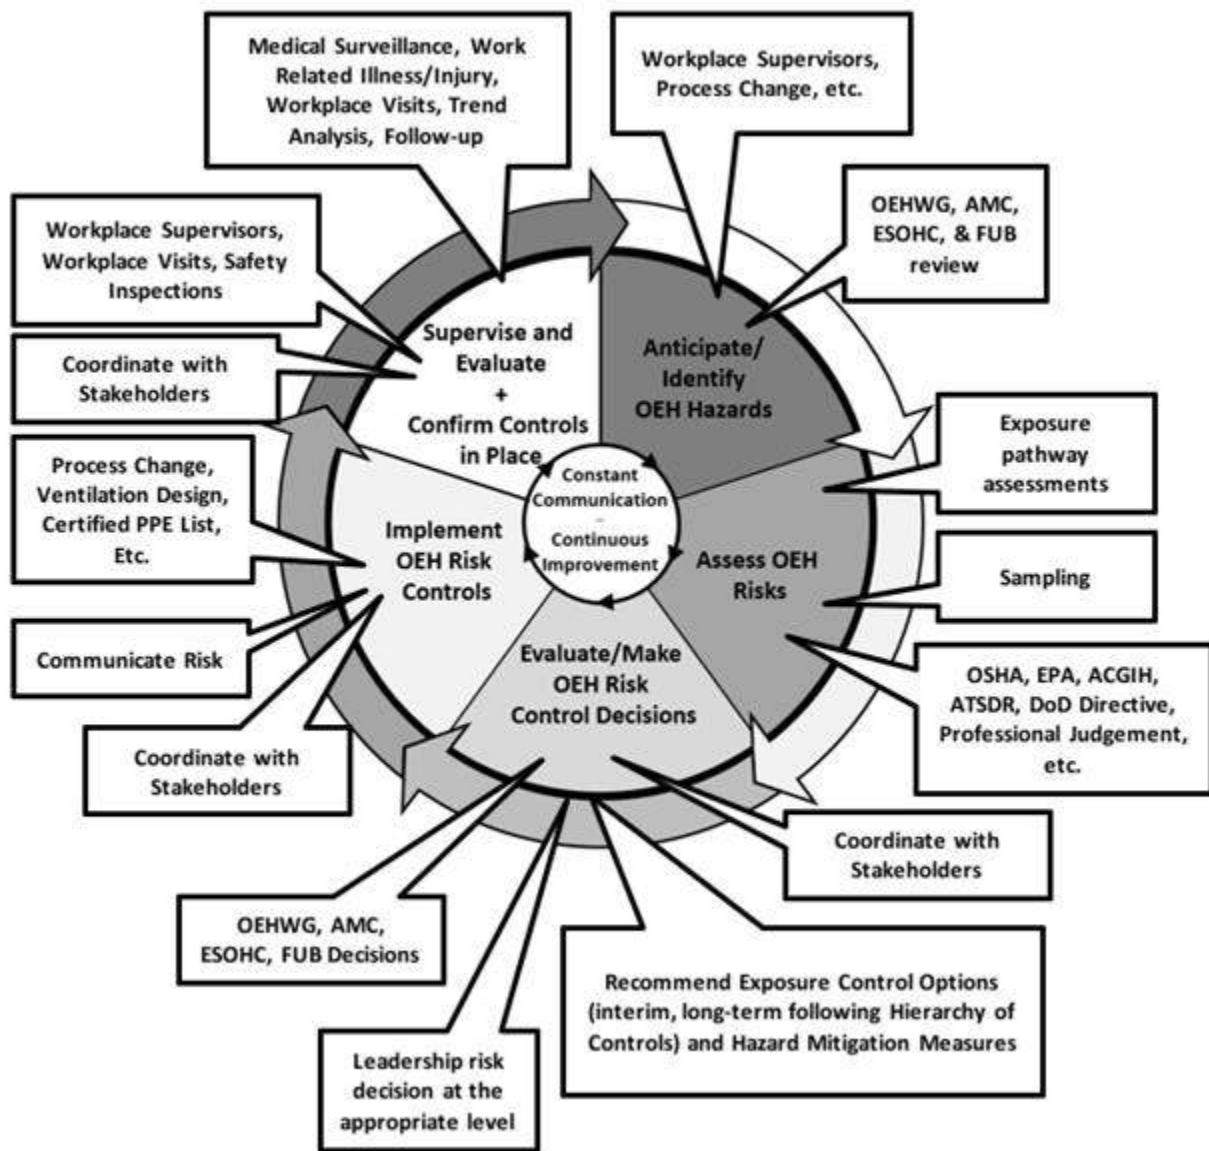 Medical Surveillance, Work
Related Illness/Injury,
Workplace Visits, Trend
Analysis, Follow-up
Workplace Supervisors,
Process Change, etc.
OEHWG, AMC,
ESOHC, & FUB
review
Workplace Supervisors,
Workplace Visits, Safety
Inspections
Coordinate with
Stakeholders
Process Change,
Ventilation Design,
Certified PPE List,
Etc.
Communicate Risk
Coordinate with
Stakeholders
Supervise and
Evaluate
+
Confirm Controls
in Place
Anticipate/
Identify
OEH Hazards
Constant
Communication
–
Continuous
Improvement
Implement
OEH Risk
Controls
Assess OEH
Risks
Evaluate/Make
OEH Risk
Control Decisions
Exposure
pathway
assessments
Sampling
OSHA, EPA, ACGIH,
ATSDR, DoD Directive,
Professional Judgement,
etc.
Coordinate with
Stakeholders
OEHWG, AMC,
ESOHC, FUB Decisions
Recommend Exposure Control Options
(interim, long-term following Hierarchy of
Controls) and Hazard Mitigation Measures
Leadership risk
decision at the
appropriate level